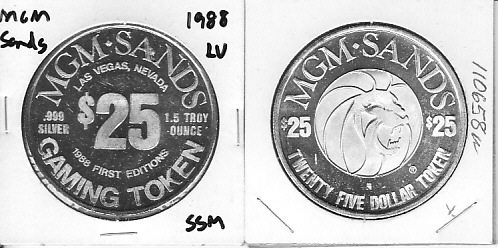 MGM
Sands
1988
LV
MGM·SANDS
LAS VEGAS, NEVADA
.999
SILVER
$25
1.5 TROY
OUNCE
1988 FIRST EDITIONS
GAMING TOKEN
SSM
MGM·SANDS
$25
$25
®
TWENTY FIVE DOLLAR TOKEN